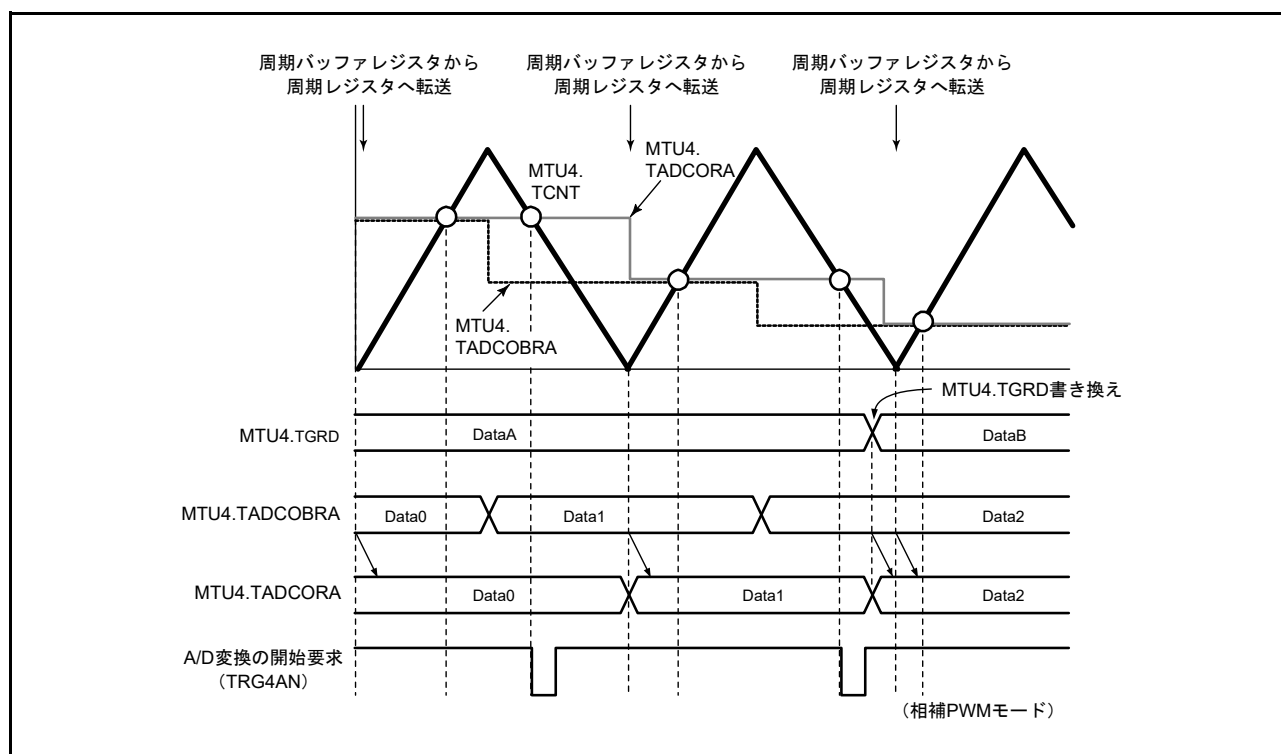 周期バッファレジスタから
周期レジスタへ転送
周期バッファレジスタから
周期レジスタへ転送
周期バッファレジスタから
周期レジスタへ転送
MTU4.
TCNT
MTU4.
TADCORA
MTU4.
TADCOBRA
MTU4.TGRD書き換え
MTU4.TGRD
DataA
DataB
MTU4.TADCOBRA
Data0
Data1
Data2
MTU4.TADCORA
Data0
Data1
Data2
A/D変換の開始要求
（TRG4AN）
（相補PWMモード）